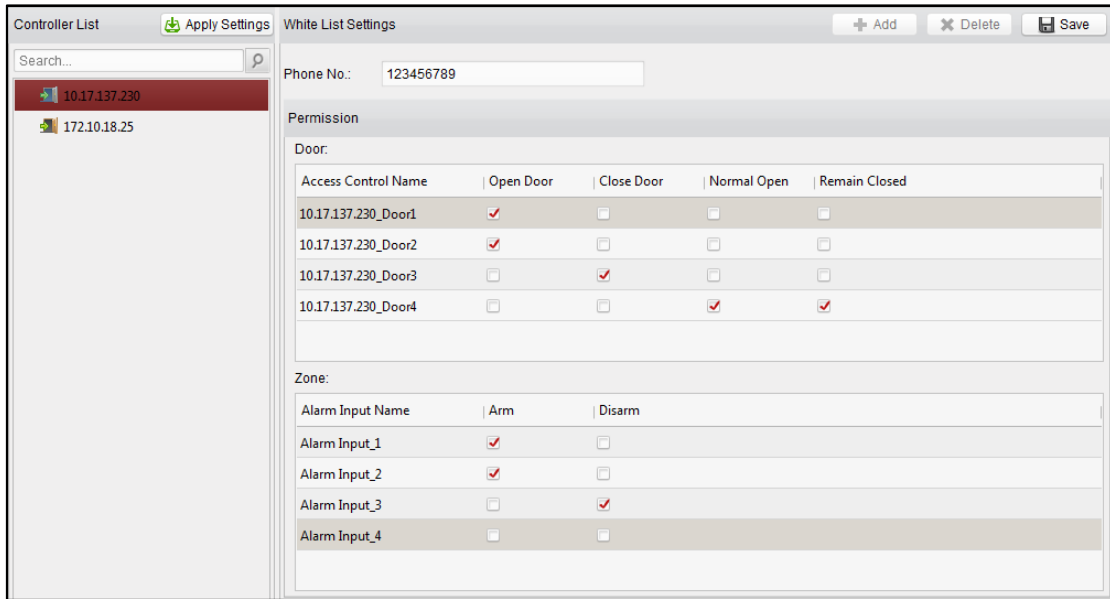 Controller List Apply Settings White List Settings Add Delete Save
Search...
Phone No.: 123456789
10.17.137.230
172.10.18.25
Permission
Door:
Access Control Name Open Door Close Door Normal Open Remain Closed
10.17.137.230_Door1
10.17.137.230_Door2
10.17.137.230_Door3
10.17.137.230_Door4
Zone:
Alarm Input Name Arm Disarm
Alarm Input_1
Alarm Input_2
Alarm Input_3
Alarm Input_4